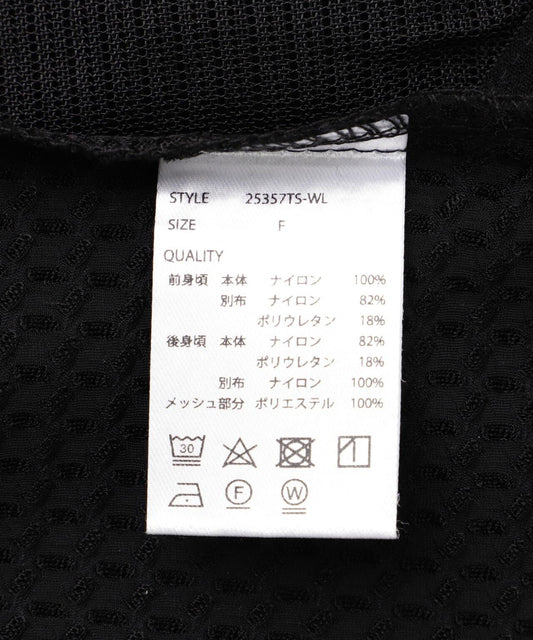 STYLE 25357TS-WL
SIZE F
QUALITY
前身頃 本体 ナイロン 100%
別布 ナイロン 82%
ポリウレタン 18%
後身頃 本体 ナイロン 82%
ポリウレタン 18%
別布 ナイロン 100%
メッシュ部分 ポリエステル 100%
30
F W